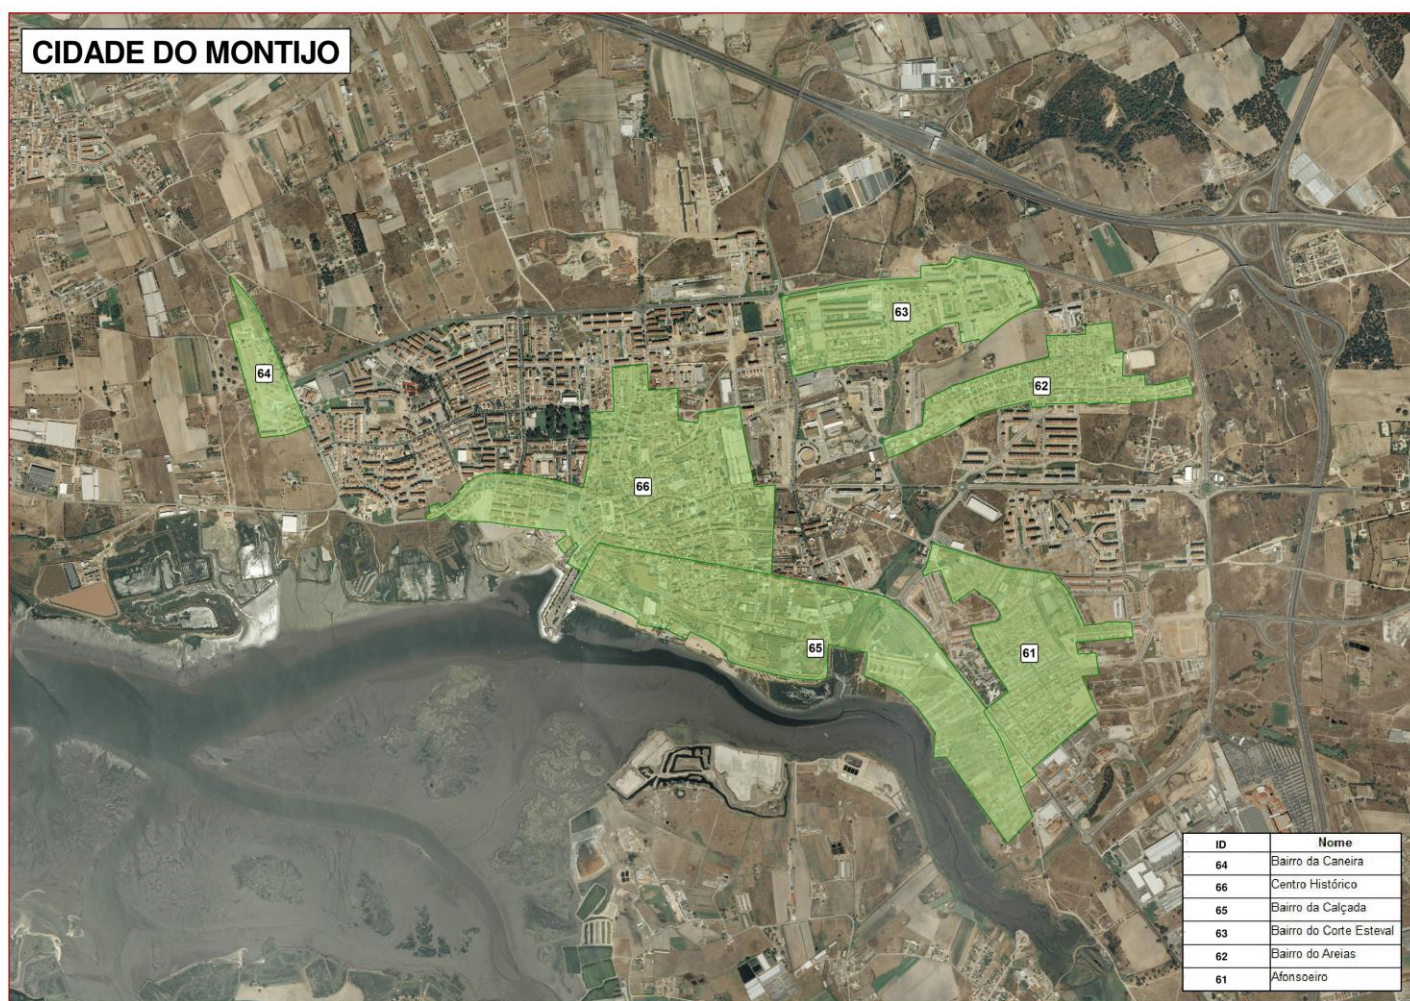 CIDADE DO MONTIJO
63
64
62
66
65
61
ID Nome
64 Bairro da Caneira
66 Centro Histórico
65 Bairro da Calçada
63 Bairro do Corte Esteval
62 Bairro do Areias
61 Afonsoeiro